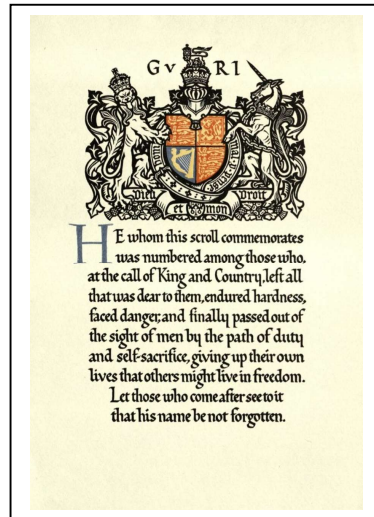 G V R I
Honi soit qui mal y pense
Dieu et mon Droit
HE whom this scroll commemorates
was numbered among those who,
at the call of King and Country, left all
that was dear to them, endured hardness,
faced danger, and finally passed out of
the sight of men by the path of duty
and self-sacrifice, giving up their own
lives that others might live in freedom.
Let those who come after see to it
that his name be not forgotten.